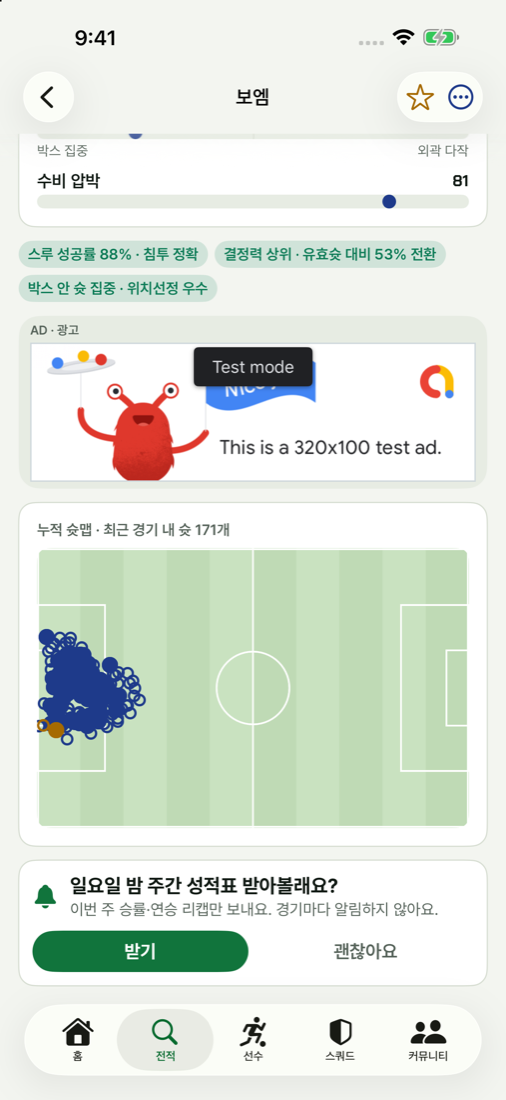 9:41
보엠
박스 집중
외곽 다작
수비 압박
81
스루 성공률 88% · 침투 정확
결정력 상위 · 유효슛 대비 53% 전환
박스 안 슛 집중 · 위치선정 우수
AD · 광고
Test mode
This is a 320x100 test ad.
누적 슛맵 · 최근 경기 내 슛 171개
일요일 밤 주간 성적표 받아볼래요?
이번 주 승률·연승 리캡만 보내요. 경기마다 알림하지 않아요.
받기
괜찮아요
홈
전적
선수
스쿼드
커뮤니티